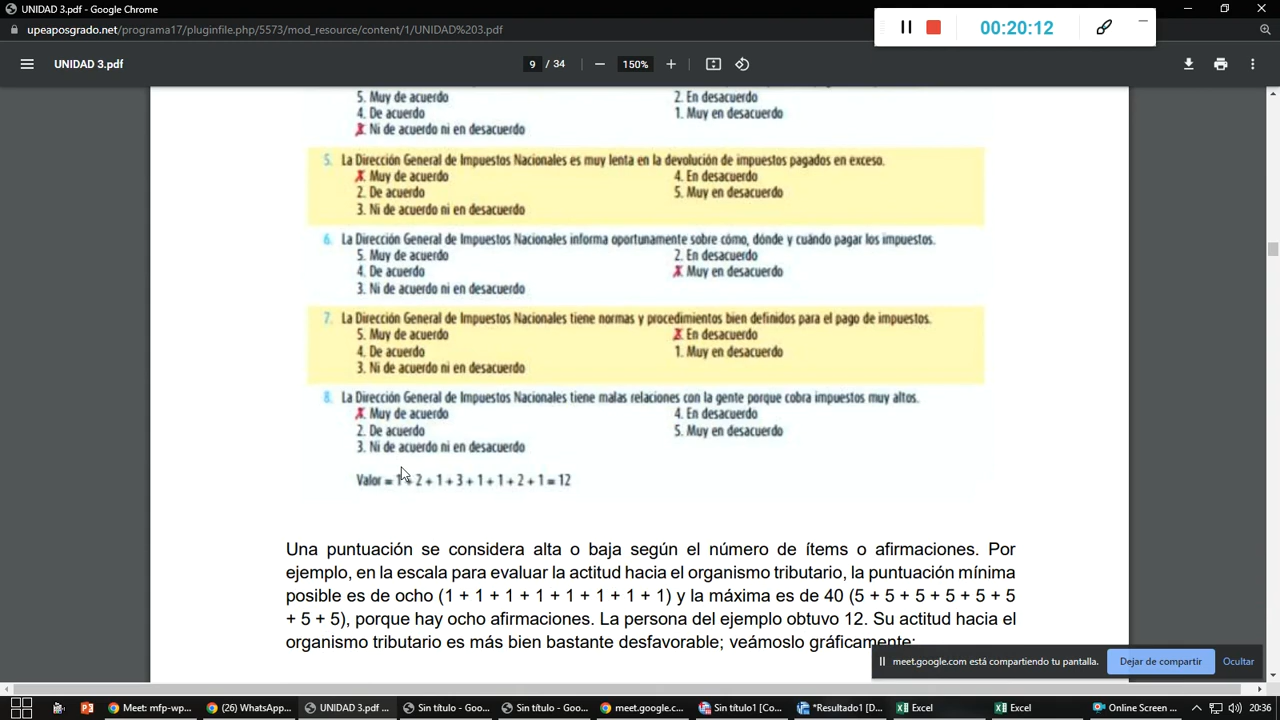 UNIDAD 3.pdf - Google Chrome
upeaposgrado.net/programa17/pluginfile.php/5573/mod_resource/content/1/UNIDAD%203.pdf
00:20:12
UNIDAD 3.pdf
9 / 34
150%
5. Muy de acuerdo 2. En desacuerdo
4. De acuerdo 1. Muy en desacuerdo
X. Ni de acuerdo ni en desacuerdo
5. La Dirección General de Impuestos Nacionales es muy lenta en la devolución de impuestos pagados en exceso.
X. Muy de acuerdo 4. En desacuerdo
2. De acuerdo 5. Muy en desacuerdo
3. Ni de acuerdo ni en desacuerdo
6. La Dirección General de Impuestos Nacionales informa oportunamente sobre cómo, dónde y cuándo pagar los impuestos.
5. Muy de acuerdo 2. En desacuerdo
4. De acuerdo X. Muy en desacuerdo
3. Ni de acuerdo ni en desacuerdo
7. La Dirección General de Impuestos Nacionales tiene normas y procedimientos bien definidos para el pago de impuestos.
5. Muy de acuerdo X. En desacuerdo
4. De acuerdo 1. Muy en desacuerdo
3. Ni de acuerdo ni en desacuerdo
8. La Dirección General de Impuestos Nacionales tiene malas relaciones con la gente porque cobra impuestos muy altos.
X. Muy de acuerdo 4. En desacuerdo
2. De acuerdo 5. Muy en desacuerdo
3. Ni de acuerdo ni en desacuerdo
Valor = 1 + 2 + 1 + 3 + 1 + 1 + 2 + 1 = 12
Una puntuación se considera alta o baja según el número de ítems o afirmaciones. Por
ejemplo, en la escala para evaluar la actitud hacia el organismo tributario, la puntuación mínima
posible es de ocho (1 + 1 + 1 + 1 + 1 + 1 + 1 + 1) y la máxima es de 40 (5 + 5 + 5 + 5 + 5 + 5
+ 5 + 5), porque hay ocho afirmaciones. La persona del ejemplo obtuvo 12. Su actitud hacia el
organismo tributario es más bien bastante desfavorable; veámoslo gráficamente:
meet.google.com está compartiendo tu pantalla. Dejar de compartir Ocultar
Meet: mfp-wp... (26) WhatsApp... UNIDAD 3.pdf ... Sin título - Goo... Sin título - Goo... meet.google.co... Sin título1 [Co... *Resultado1 [D... Excel Excel Online Screen ... 20:36